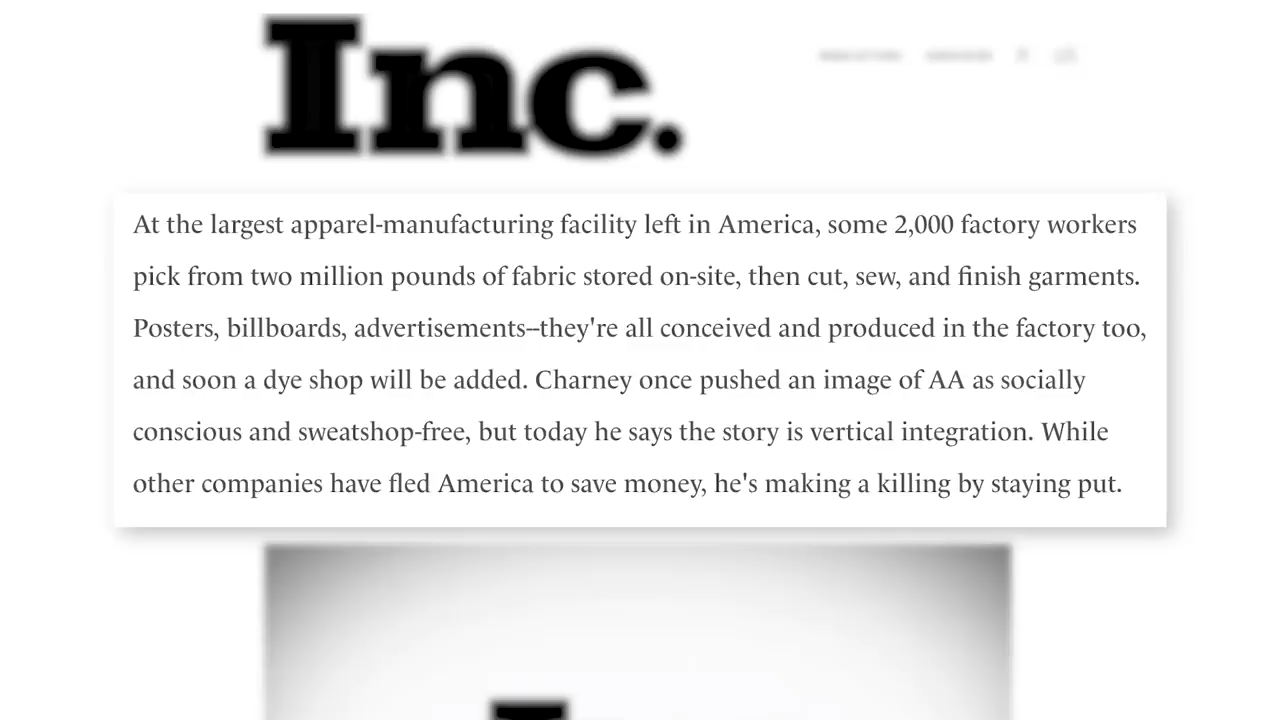 Inc.
At the largest apparel-manufacturing facility left in America, some 2,000 factory workers
pick from two million pounds of fabric stored on-site, then cut, sew, and finish garments.
Posters, billboards, advertisements--they're all conceived and produced in the factory too,
and soon a dye shop will be added. Charney once pushed an image of AA as socially
conscious and sweatshop-free, but today he says the story is vertical integration. While
other companies have fled America to save money, he's making a killing by staying put.